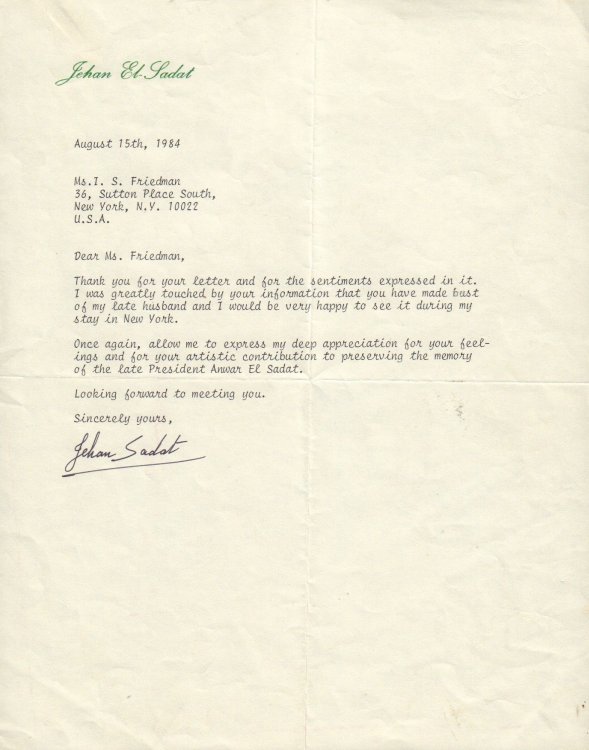 Jehan El-Sadat
August 15th, 1984
Ms.I. S. Friedman
36, Sutton Place South,
New York, N.Y. 10022
U.S.A.
Dear Ms. Friedman,
Thank you for your letter and for the sentiments expressed in it.
I was greatly touched by your information that you have made bust
of my late husband and I would be very happy to see it during my
stay in New York.
Once again, allow me to express my deep appreciation for your feel-
ings and for your artistic contribution to preserving the memory
of the late President Anwar El Sadat.
Looking forward to meeting you.
Sincerely yours,
Jehan Sadat